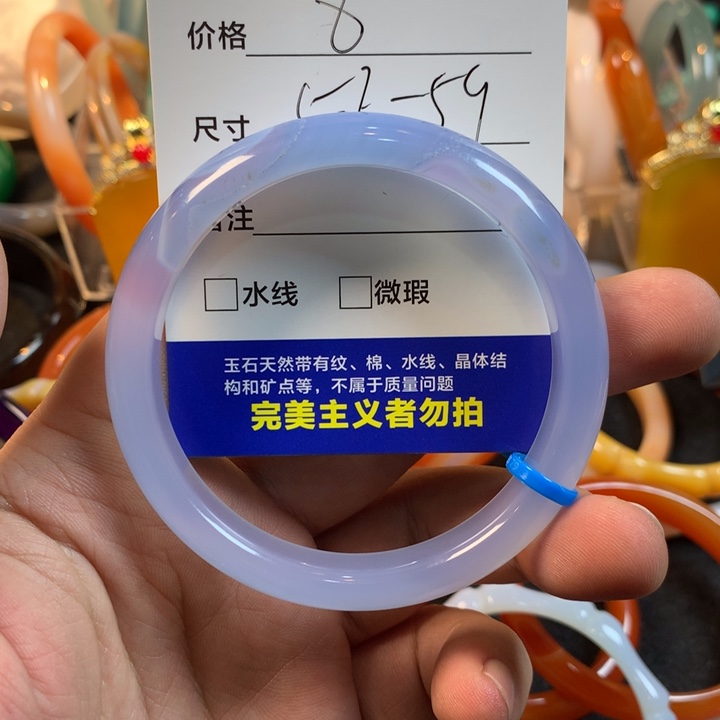 价格 8
尺寸 57-59
备注
水线 微瑕
玉石天然带有纹、棉、水线、晶体结
构和矿点等，不属于质量问题
完美主义者勿拍